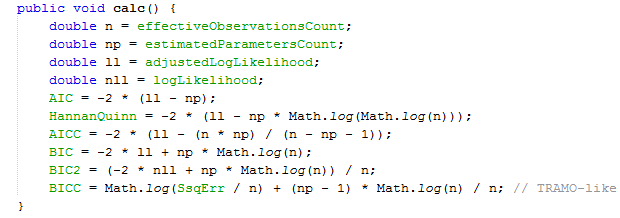 public void calc() {
double n = effectiveObservationsCount;
double np = estimatedParametersCount;
double ll = adjustedLogLikelihood;
double nll = logLikelihood;
AIC = -2 * (ll - np);
HannanQuinn = -2 * (ll - np * Math.log(Math.log(n)));
AICC = -2 * (ll - (n * np) / (n - np - 1));
BIC = -2 * ll + np * Math.log(n);
BIC2 = (-2 * nll + np * Math.log(n)) / n;
BICC = Math.log(SsqErr / n) + (np - 1) * Math.log(n) / n; // TRAMO-like
}